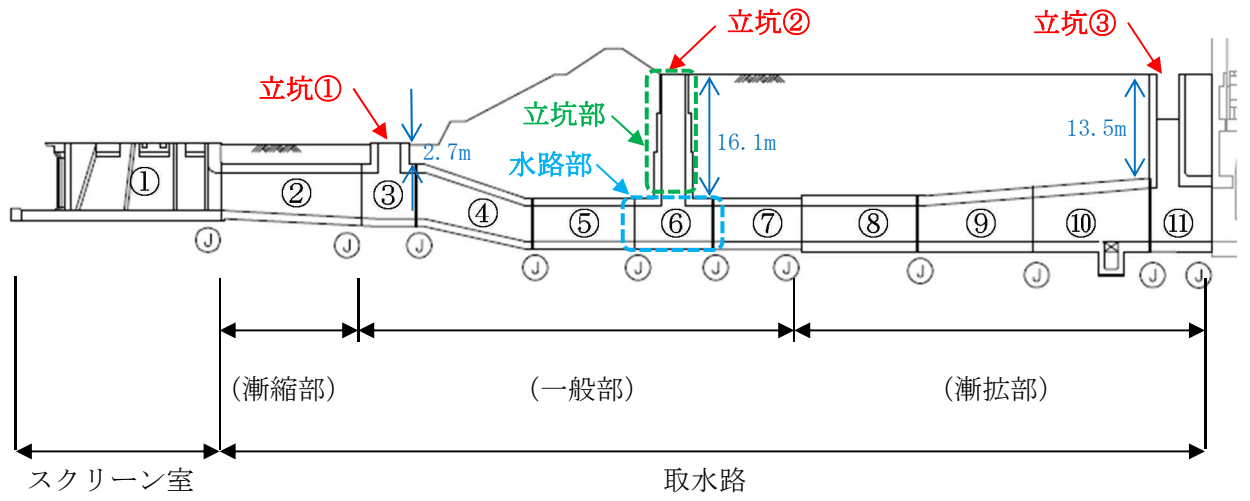 立坑②
立坑③
立坑①
立坑部
2.7m
16.1m
13.5m
水路部
①
②
③
④
⑤
⑥
⑦
⑧
⑨
⑩
⑪
J
J
J
J
J
J
J
J
J
J
J
(漸縮部)
(一般部)
(漸拡部)
スクリーン室
取水路